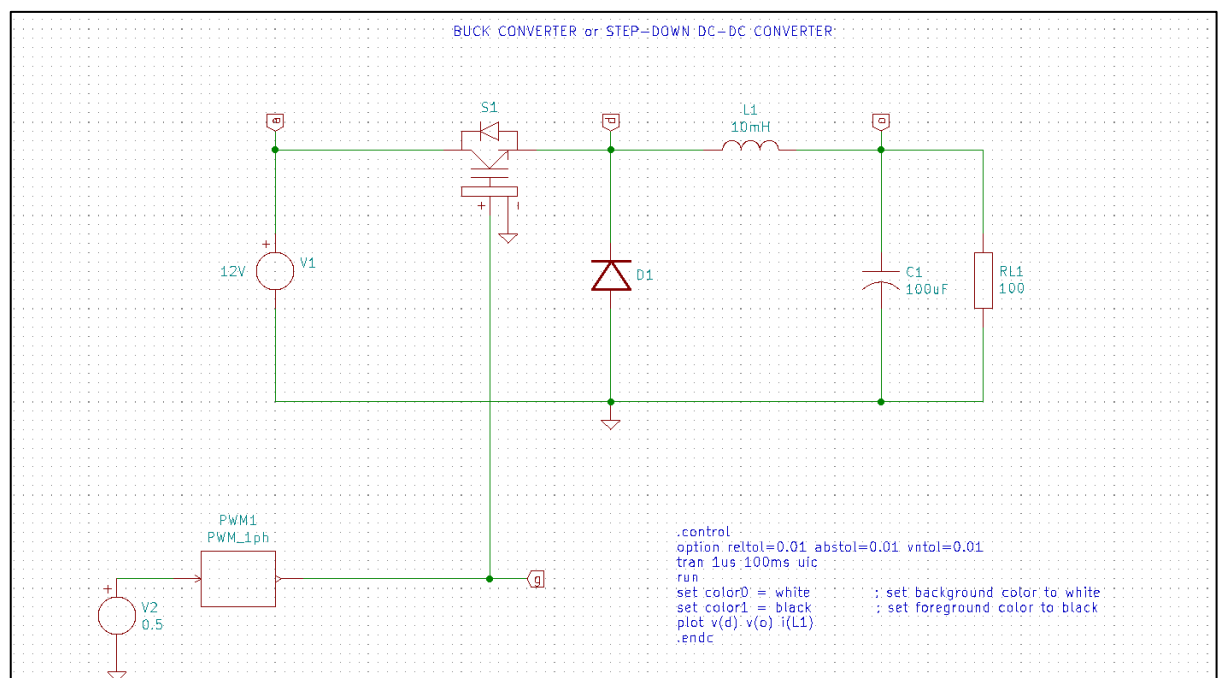 BUCK CONVERTER or STEP-DOWN DC-DC CONVERTER
S1
L1
10mH
a
d
o
+
12V
V1
+
D1
C1
100uF
RL1
100
PWM1
PWM_1ph
+
V2
0.5
g
.control
option reltol=0.01 abstol=0.01 vntol=0.01
tran 1us 100ms uic
run
set color0 = white ; set background color to white
set color1 = black ; set foreground color to black
plot v(d) v(o) i(L1)
.endc